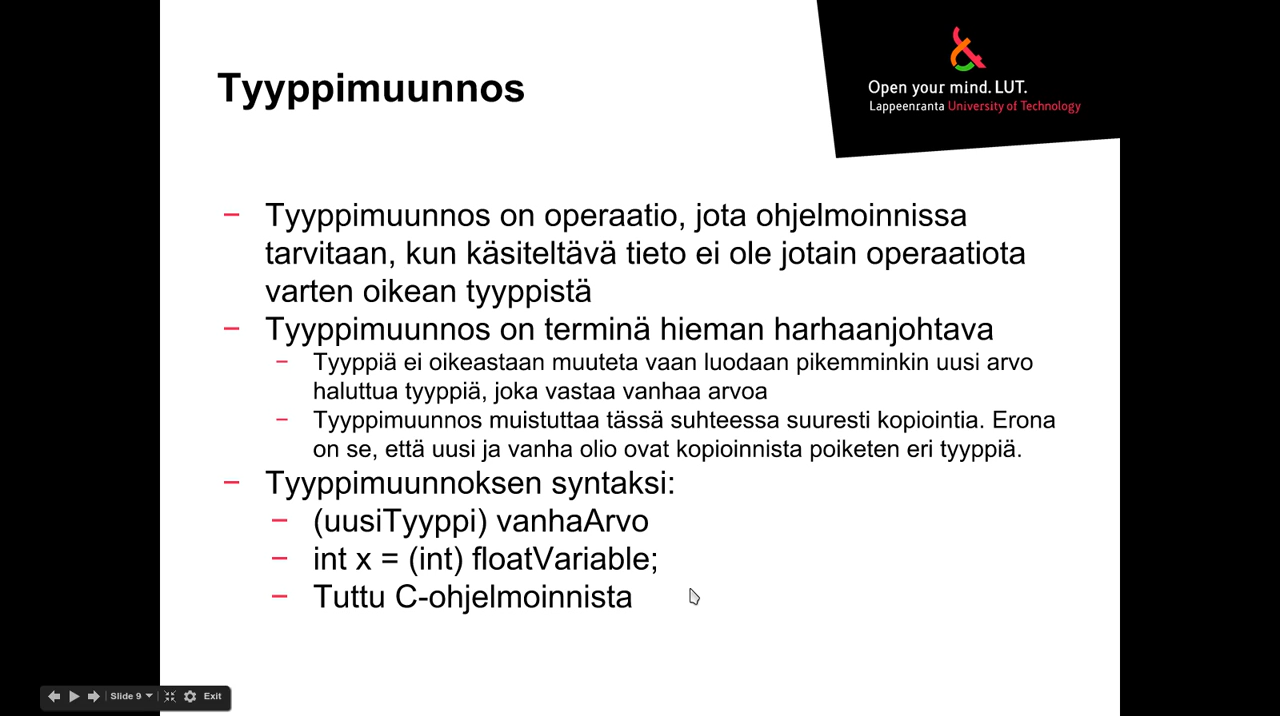 Tyyppimuunnos
Open your mind. LUT.
Lappeenranta University of Technology
– Tyyppimuunnos on operaatio, jota ohjelmoinnissa
tarvitaan, kun käsiteltävä tieto ei ole jotain operaatiota
varten oikean tyyppistä
– Tyyppimuunnos on terminä hieman harhaanjohtava
– Tyyppiä ei oikeastaan muuteta vaan luodaan pikemminkin uusi arvo
haluttua tyyppiä, joka vastaa vanhaa arvoa
– Tyyppimuunnos muistuttaa tässä suhteessa suuresti kopiointia. Erona
on se, että uusi ja vanha olio ovat kopioinnista poiketen eri tyyppiä.
– Tyyppimuunnoksen syntaksi:
– (uusiTyyppi) vanhaArvo
– int x = (int) floatVariable;
– Tuttu C-ohjelmoinnista
Slide 9 Exit